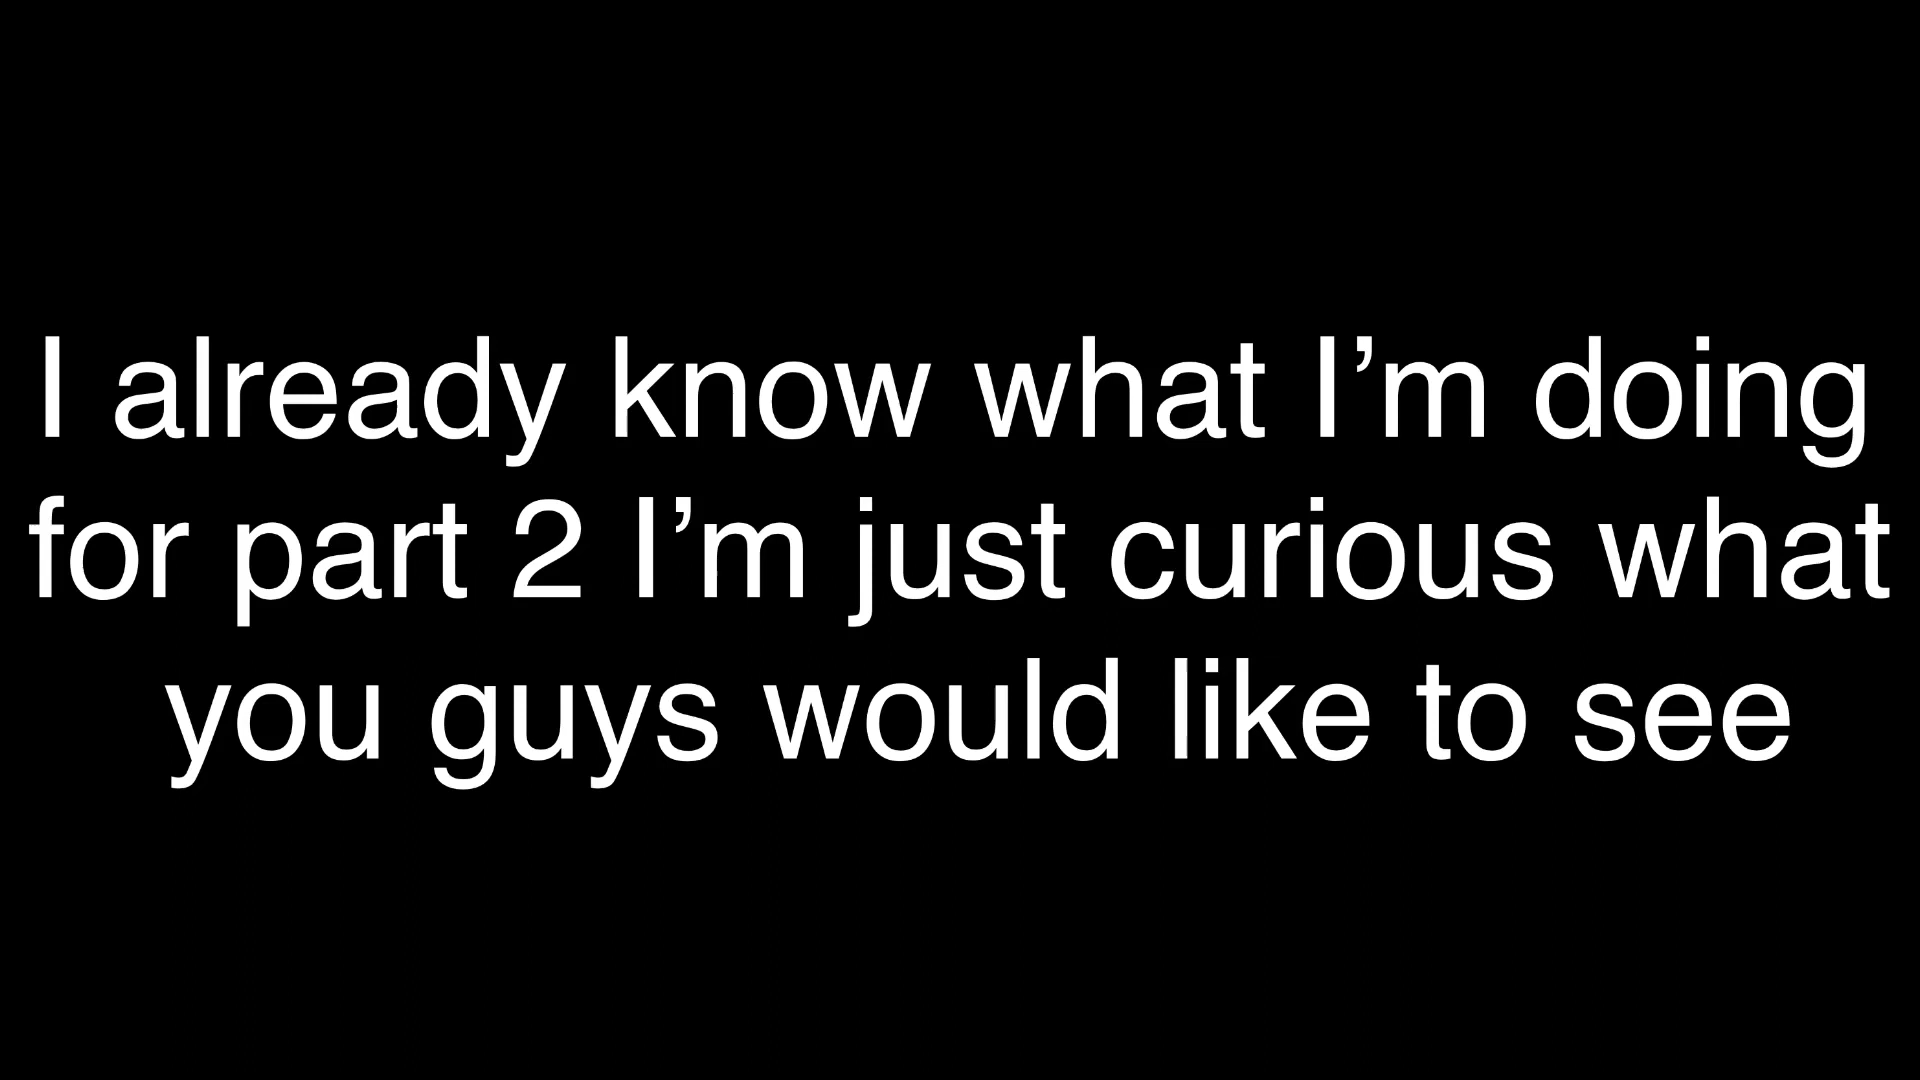 I already know what I’m doing
for part 2 I’m just curious what
you guys would like to see